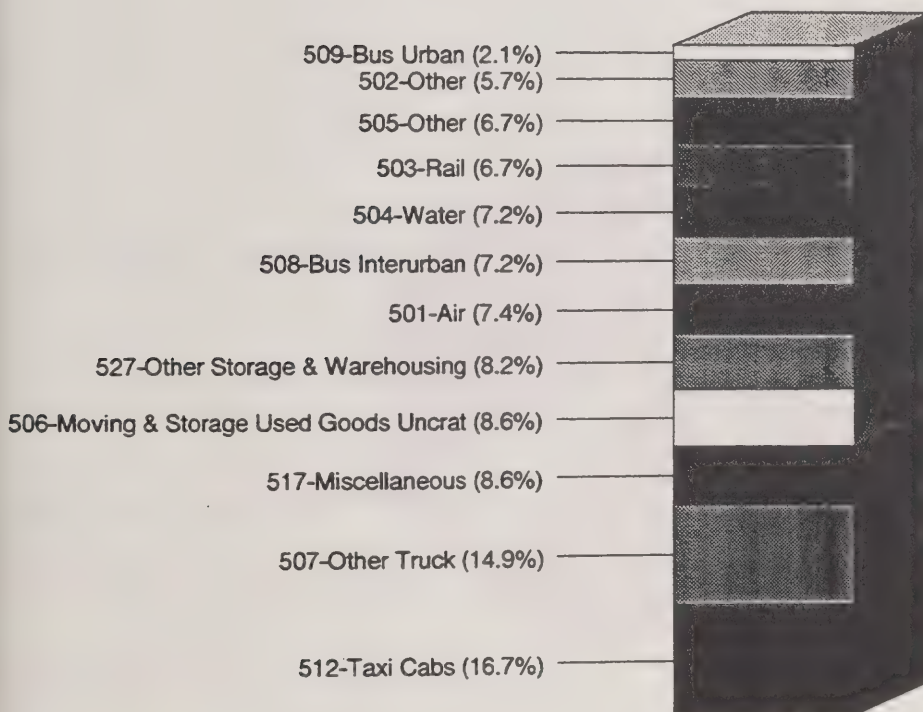 509-Bus Urban (2.1%)
502-Other (5.7%)
505-Other (6.7%)
503-Rail (6.7%)
504-Water (7.2%)
508-Bus Interurban (7.2%)
501-Air (7.4%)
527-Other Storage & Warehousing (8.2%)
506-Moving & Storage Used Goods Uncrat (8.6%)
517-Miscellaneous (8.6%)
507-Other Truck (14.9%)
512-Taxi Cabs (16.7%)